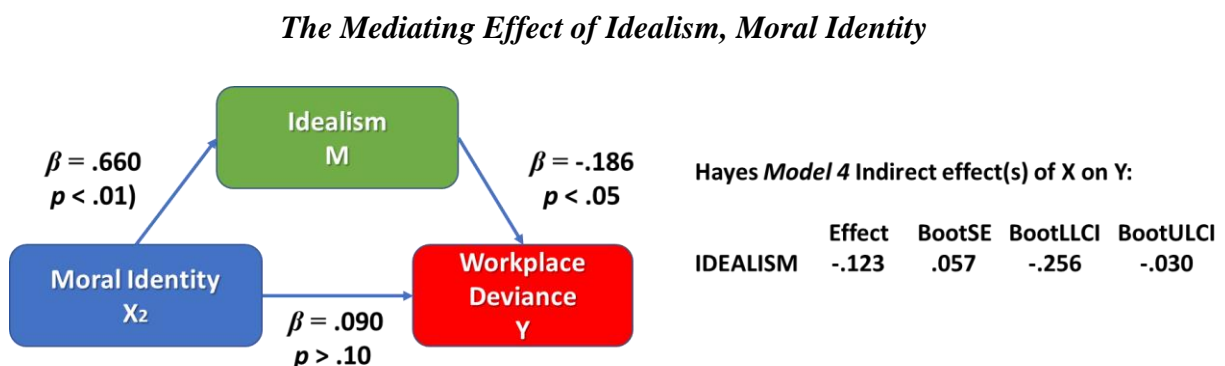 The Mediating Effect of Idealism, Moral Identity
Idealism
M
β = .660
p < .01)
β = -.186
p < .05
Moral Identity
X2
β = .090
p > .10
Workplace
Deviance
Y
Hayes Model 4 Indirect effect(s) of X on Y:
Effect BootSE BootLLCI BootULCI
IDEALISM -.123 .057 -.256 -.030